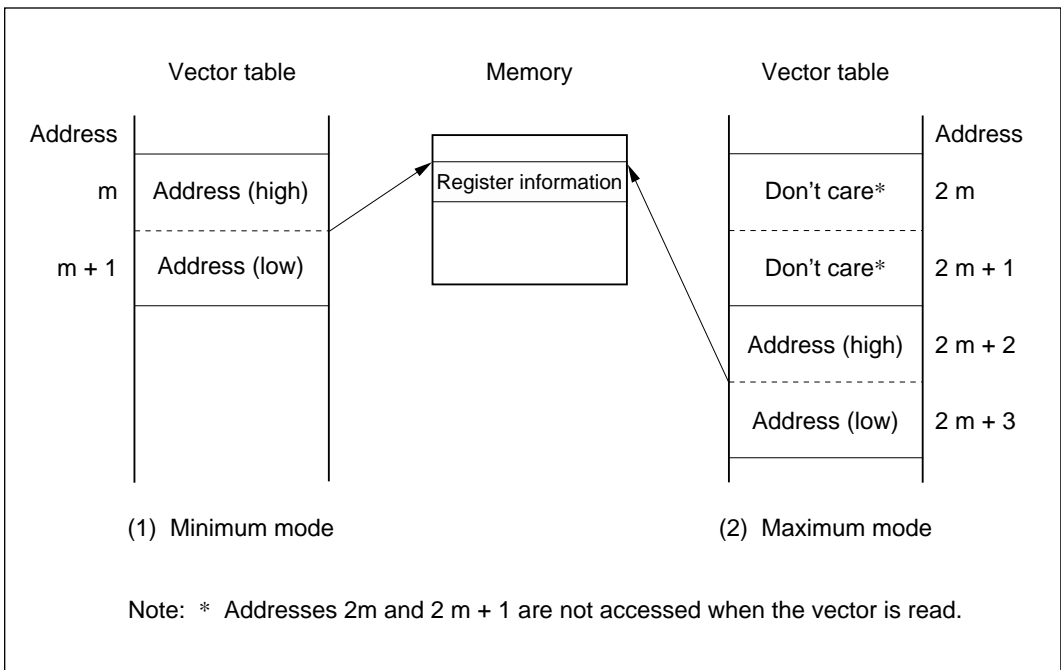 Vector table Memory Vector table
Address Address
m Address (high) Register information Don't care* 2 m
m + 1 Address (low) Don't care* 2 m + 1
Address (high) 2 m + 2
Address (low) 2 m + 3
(1) Minimum mode (2) Maximum mode
Note: * Addresses 2m and 2 m + 1 are not accessed when the vector is read.